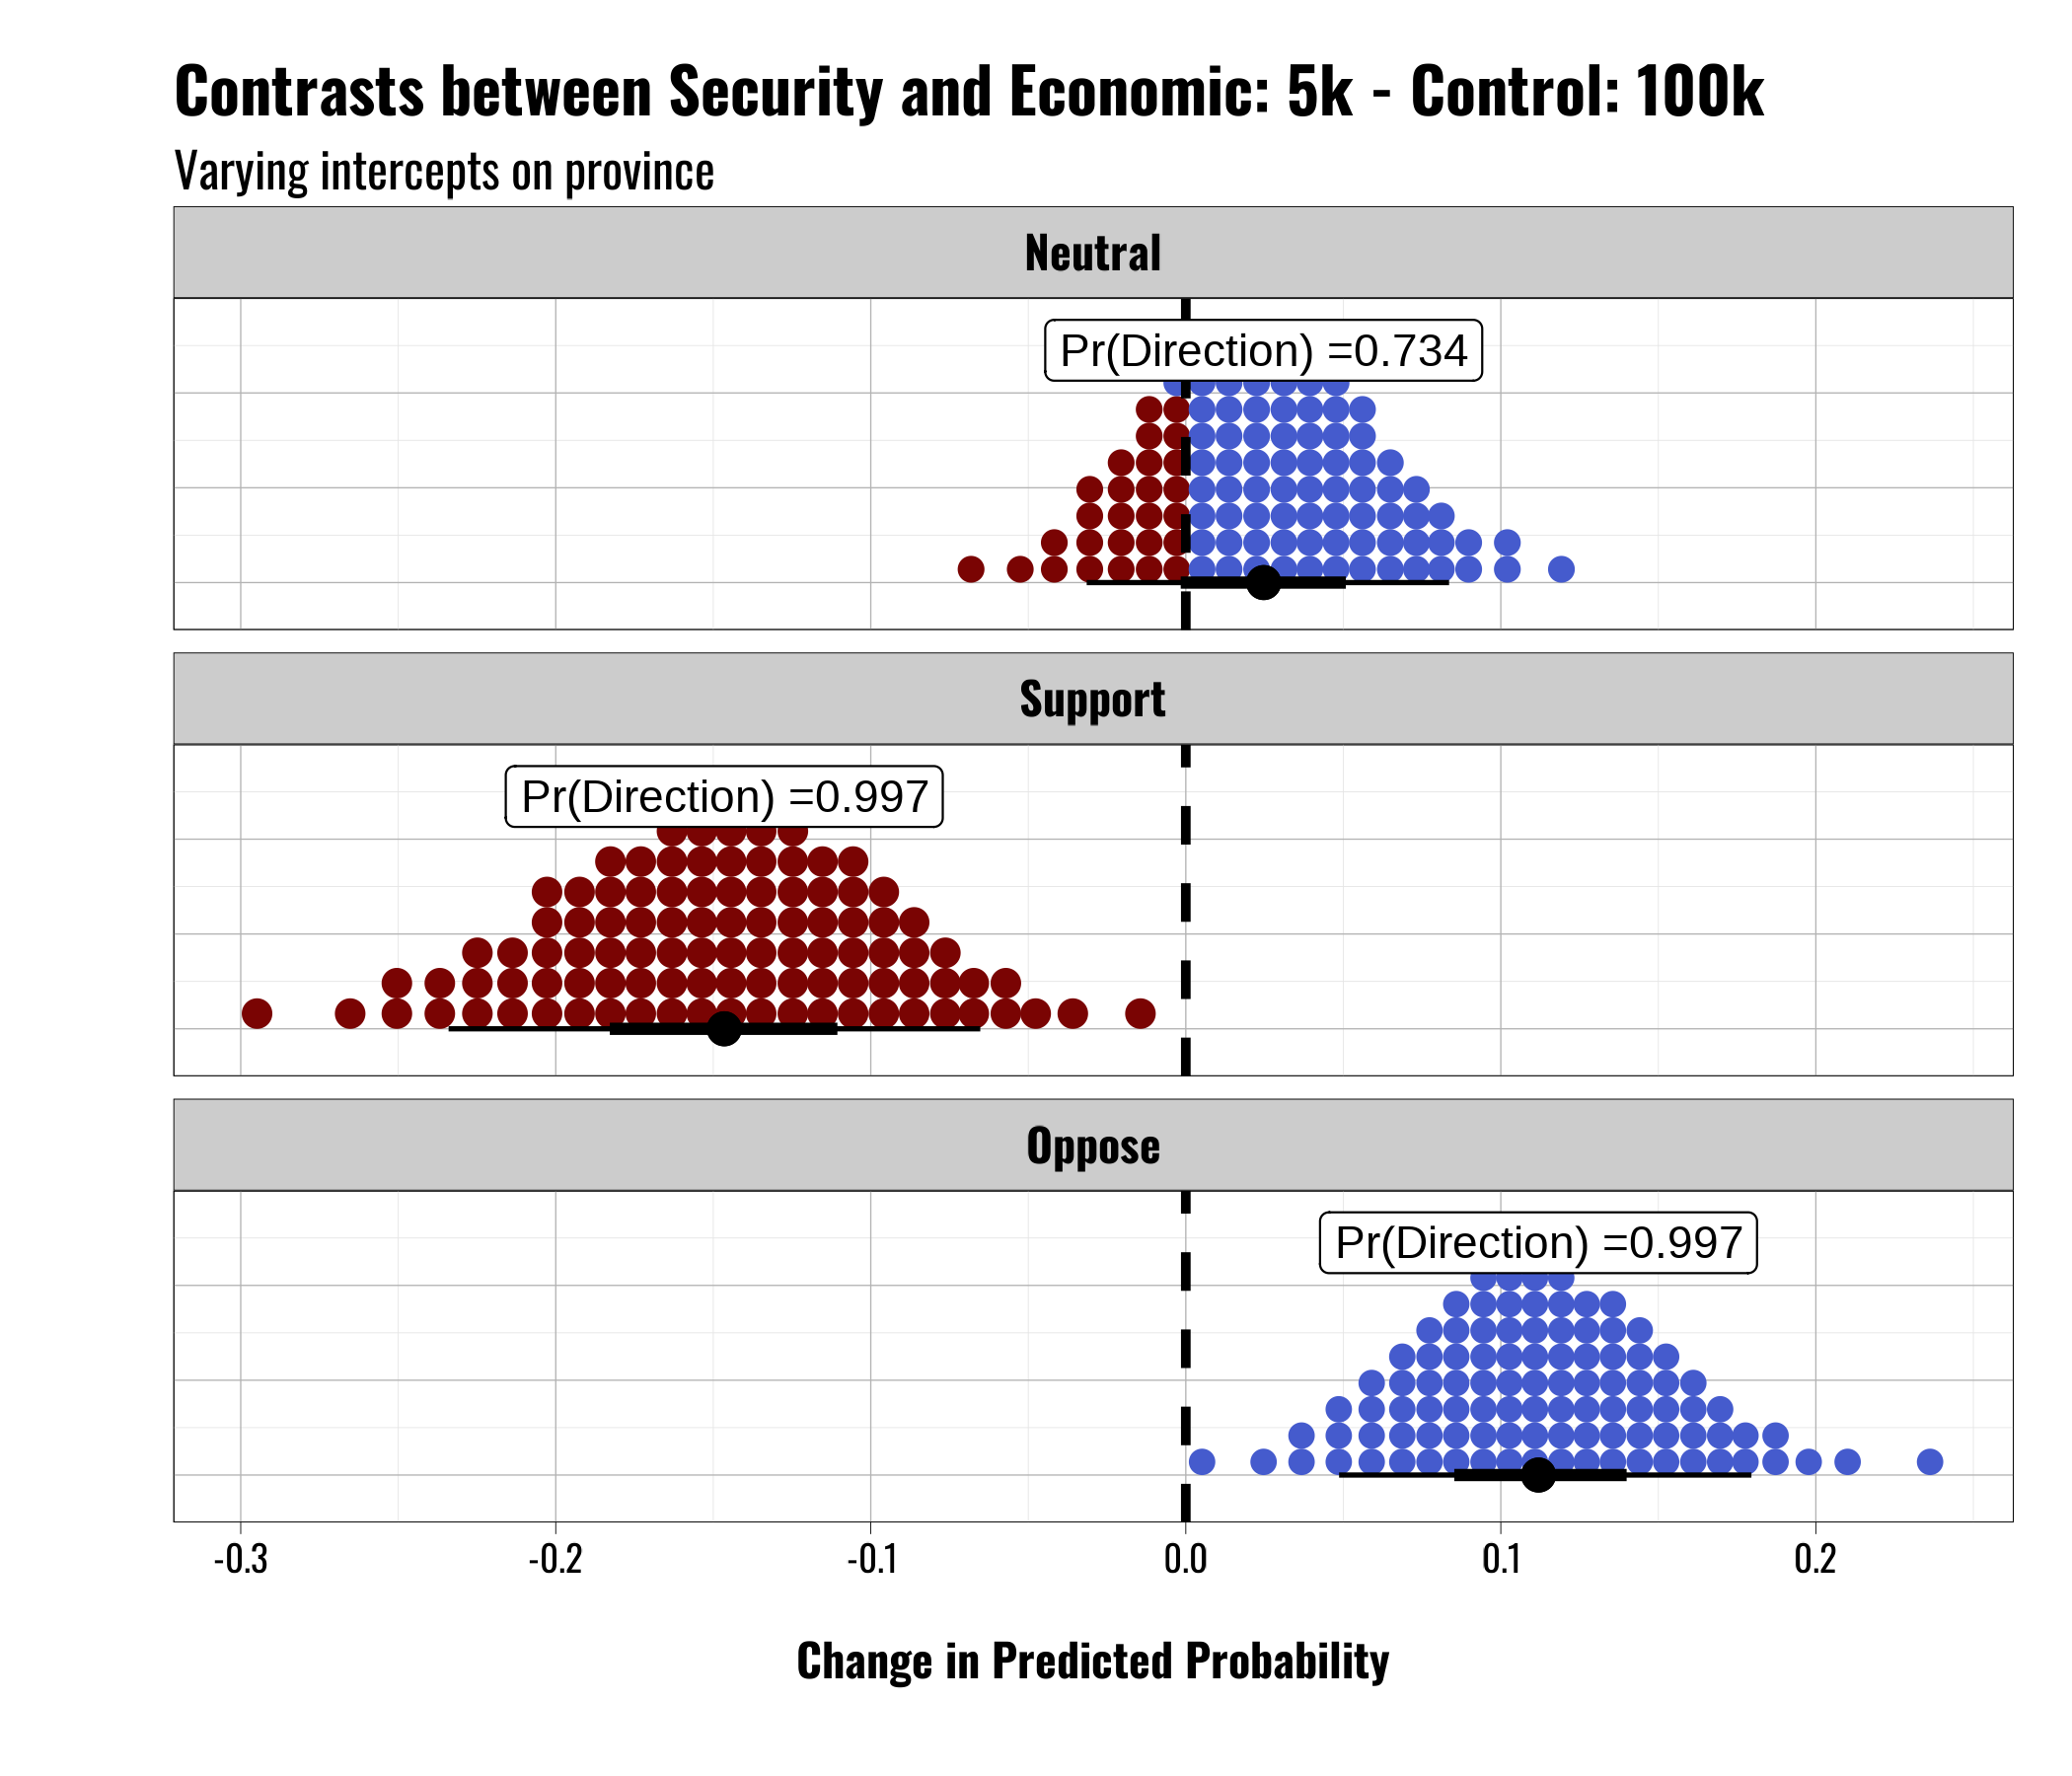 Contrasts between Security and Economic: 5k - Control: 100k
Varying intercepts on province
Neutral
Pr(Direction) =0.734
Support
Pr(Direction) =0.997
Oppose
Pr(Direction) =0.997
-0.3 -0.2 -0.1 0.0 0.1 0.2
Change in Predicted Probability